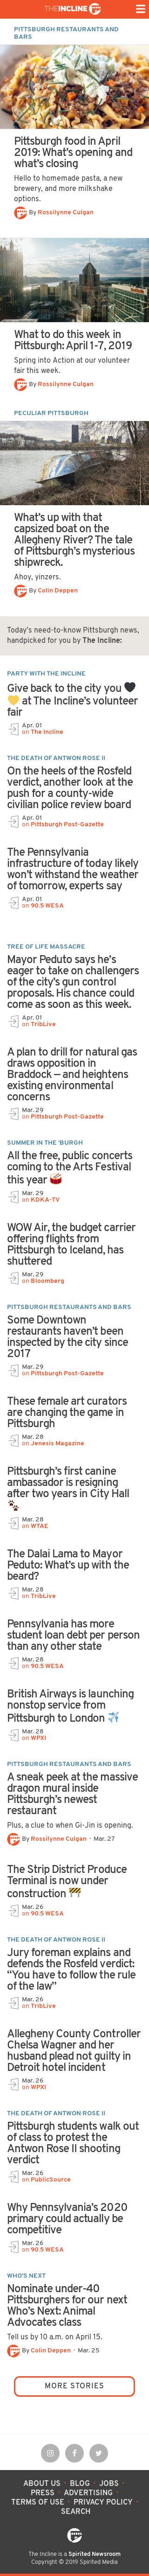 THE INCLINE
PITTSBURGH RESTAURANTS AND
BARS
Pittsburgh food in April
2019: What's opening and
what's closing
Hello to homemade pasta, a new
brewery, and more milkshake
options.
By Rossilynne Culgan
What to do this week in
Pittsburgh: April 1-7, 2019
Spring into Action at our volunteer
fair this week.
By Rossilynne Culgan
PECULIAR PITTSBURGH
What's up with that
capsized boat on the
Allegheny River? The tale
of Pittsburgh's mysterious
shipwreck.
Ahoy, yinzers.
By Colin Deppen
Today's need-to-know Pittsburgh news,
handpicked for you by The Incline:
PARTY WITH THE INCLINE
Give back to the city you 🖤
💛 at The Incline's volunteer
fair
Apr. 01
on The Incline
THE DEATH OF ANTWON ROSE II
On the heels of the Rosfeld
verdict, another look at the
push for a county-wide
civilian police review board
Apr. 01
on Pittsburgh Post-Gazette
The Pennsylvania
infrastructure of today likely
won't withstand the weather
of tomorrow, experts say
Apr. 01
on 90.5 WESA
TREE OF LIFE MASSACRE
Mayor Peduto says he's
eager to take on challengers
of the city's gun control
proposals. His chance could
come as soon as this week.
Apr. 01
on TribLive
A plan to drill for natural gas
draws opposition in
Braddock — and heightens
existing environmental
concerns
Mar. 29
on Pittsburgh Post-Gazette
SUMMER IN THE 'BURGH
All the free, public concerts
coming to the Arts Festival
this year 🥁
Mar. 29
on KDKA-TV
WOW Air, the budget carrier
offering flights from
Pittsburgh to Iceland, has
shuttered
Mar. 29
on Bloomberg
PITTSBURGH RESTAURANTS AND BARS
Some Downtown
restaurants haven't been
inspected by the city since
2017
Mar. 29
on Pittsburgh Post-Gazette
These female art curators
are changing the game in
Pittsburgh
Mar. 28
on Jenesis Magazine
Pittsburgh's first canine
ambassador is resigning
after two years in City Hall
🐾
Mar. 28
on WTAE
The Dalai Lama to Mayor
Peduto: What's up with the
beard?
Mar. 28
on TribLive
Pennsylvania has more
student loan debt per person
than any other state
Mar. 28
on 90.5 WESA
British Airways is launching
nonstop service from
Pittsburgh to London ✈
Mar. 28
on WPXI
PITTSBURGH RESTAURANTS AND BARS
A sneak peek at the massive
dragon mural inside
Pittsburgh's newest
restaurant
Plus, a clue to what's behind Gi-Jin's name.
By Rossilynne Culgan · Mar. 27
The Strip District Produce
Terminal is now under
construction 🚧
Mar. 26
on 90.5 WESA
THE DEATH OF ANTWON ROSE II
Jury foreman explains and
defends the Rosfeld verdict:
"You have to follow the rule
of the law"
Mar. 26
on TribLive
Allegheny County Controller
Chelsa Wagner and her
husband plead not guilty in
Detroit hotel incident
Mar. 26
on WPXI
THE DEATH OF ANTWON ROSE II
Pittsburgh students walk out
of class to protest the
Antwon Rose II shooting
verdict
Mar. 26
on PublicSource
Why Pennsylvania's 2020
primary could actually be
competitive
Mar. 26
on 90.5 WESA
WHO'S NEXT
Nominate under-40
Pittsburghers for our next
Who's Next: Animal
Advocates class
Tell us by 10 a.m. on April 15.
By Colin Deppen · Mar. 25
MORE STORIES
ABOUT US · BLOG · JOBS ·
PRESS · ADVERTISING ·
TERMS OF USE · PRIVACY POLICY ·
SEARCH
The Incline is a Spirited Newsroom
Copyright © 2019 Spirited Media